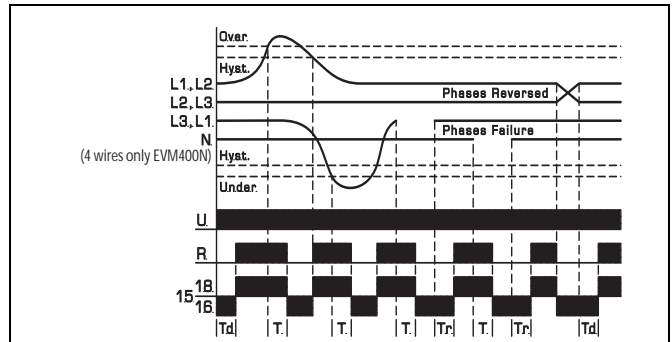 Over.
Hyst.
L1., L2.
Phases Reversed
L2., L3.
L3., L1.
Phases Failure
N.
(4 wires only EVM400N)
Hyst.
Under.
U.
R.
18.
15
16.
Td. T. T. T. Tr. T. Tr. Td.